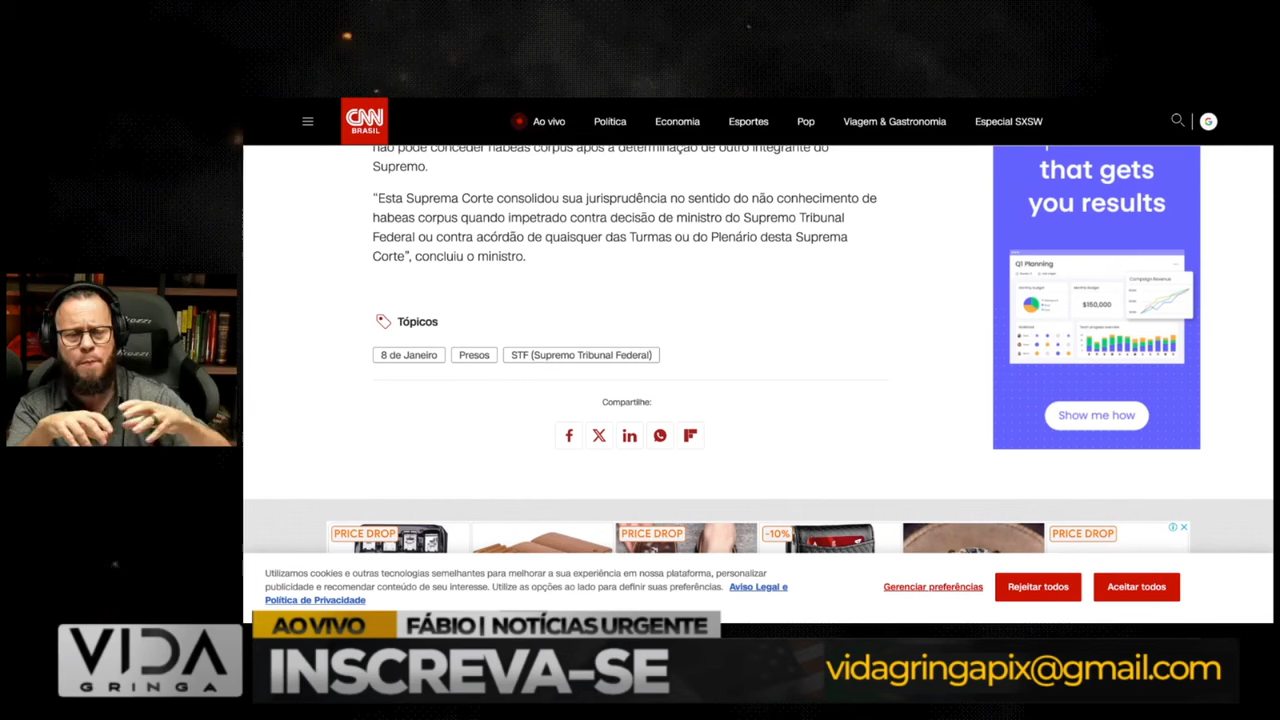 CNN
BRASIL
Ao vivo
Política
Economia
Esportes
Pop
Viagem & Gastronomia
Especial SXSW
não pode conceder habeas corpus após a determinação de outro integrante do
Supremo.
“Esta Suprema Corte consolidou sua jurisprudência no sentido do não conhecimento de
habeas corpus quando impetrado contra decisão de ministro do Supremo Tribunal
Federal ou contra acórdão de quaisquer das Turmas ou do Plenário desta Suprema
Corte”, concluiu o ministro.
Tópicos
8 de Janeiro
Presos
STF (Supremo Tribunal Federal)
Compartilhe:
that gets
you results
Q1 Planning
Campaign Revenue
$150,000
Show me how
PRICE DROP
PRICE DROP
-10%
PRICE DROP
Utilizamos cookies e outras tecnologias semelhantes para melhorar a sua experiência em nossa plataforma, personalizar
publicidade e recomendar conteúdo de seu interesse. Utilize as opções ao lado para definir suas preferências. Aviso Legal e
Política de Privacidade
Gerenciar preferências
Rejeitar todos
Aceitar todos
AO VIVO
FÁBIO | NOTÍCIAS URGENTE
VIDA
GRINGA
INSCREVA-SE
vidagringapix@gmail.com